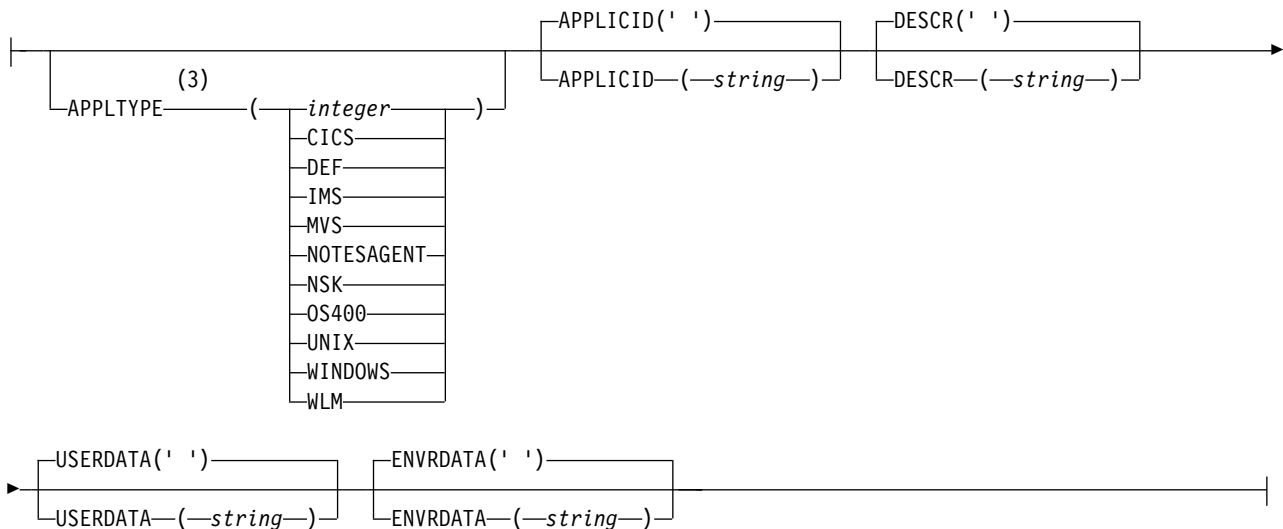 APPLICID(' ') DESCR(' ')
APPLICID ( string ) DESCR ( string )
(3)
APPLTYPE ( integer )
CICS
DEF
IMS
MVS
NOTESAGENT
NSK
OS400
UNIX
WINDOWS
WLM
USERDATA(' ') ENVRDATA(' ')
USERDATA ( string ) ENVRDATA ( string )